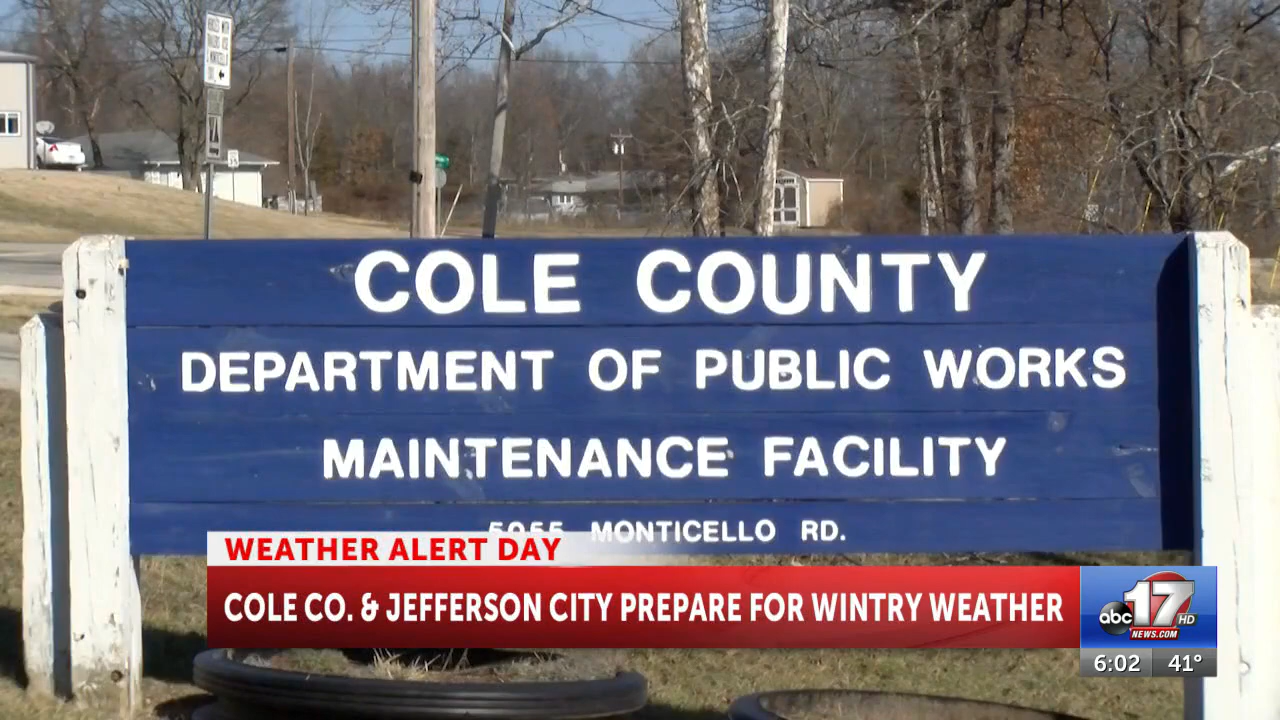 COLE COUNTY
DEPARTMENT OF PUBLIC WORKS
MAINTENANCE FACILITY
5055 MONTICELLO RD.
WEATHER ALERT DAY
COLE CO. & JEFFERSON CITY PREPARE FOR WINTRY WEATHER
abc 17 HD
NEWS.COM
6:02 41°